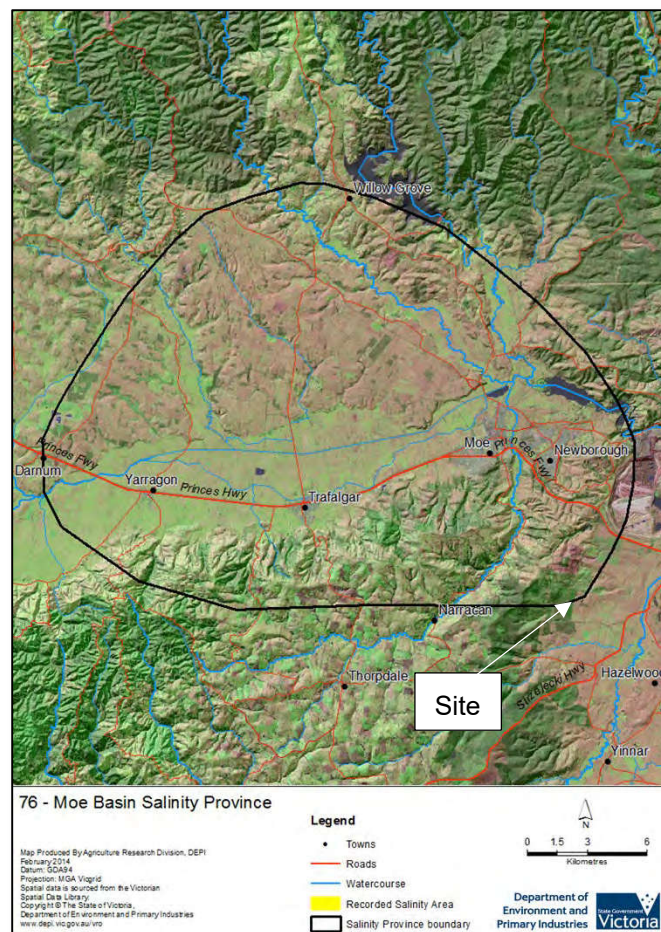 Willow Grove
Princes Fwy
Darnum
Yarragon
Princes Hwy
Trafalgar
Moe
Princes Fwy
Newborough
Narracan
Thorpdale
Site
Strzelecki Hwy
Hazelwood
Yinnar
76 - Moe Basin Salinity Province
Map Produced By Agriculture Research Division, DEPI
February 2014
Datum: GDA94
Projection: MGA Vicgrid
Spatial data is sourced from the Victorian
Spatial Data Library.
Copyright © The State of Victoria,
Department of Environment and Primary Industries
www.depi.vic.gov.au/vro
Legend
Towns
Roads
Watercourse
Recorded Salinity Area
Salinity Province boundary
N
0 1.5 3 6
Kilometres
Department of
Environment and
Primary Industries
State Government
Victoria